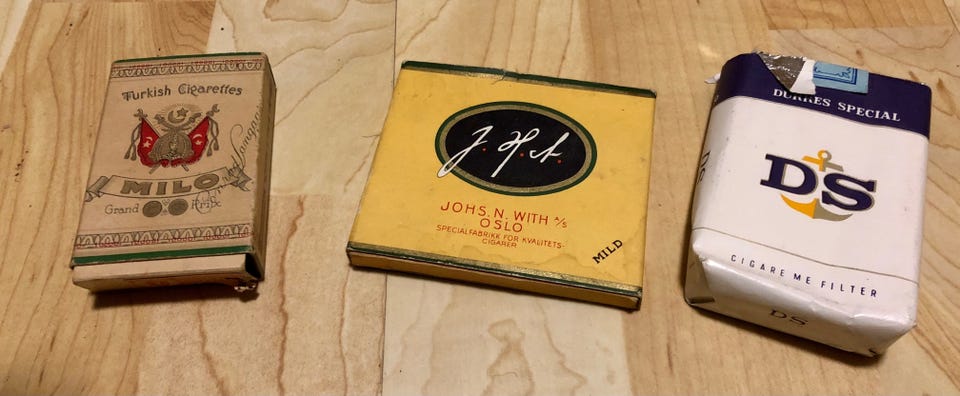 Turkish Cigarettes
MILO
Grand Prix
JOHS. N. WITH A/S
OSLO
SPECIALFABRIKK FOR KVALITETS-
CIGARER
MILD
DURRES SPECIAL
DS
CIGARE ME FILTER
DS
DS